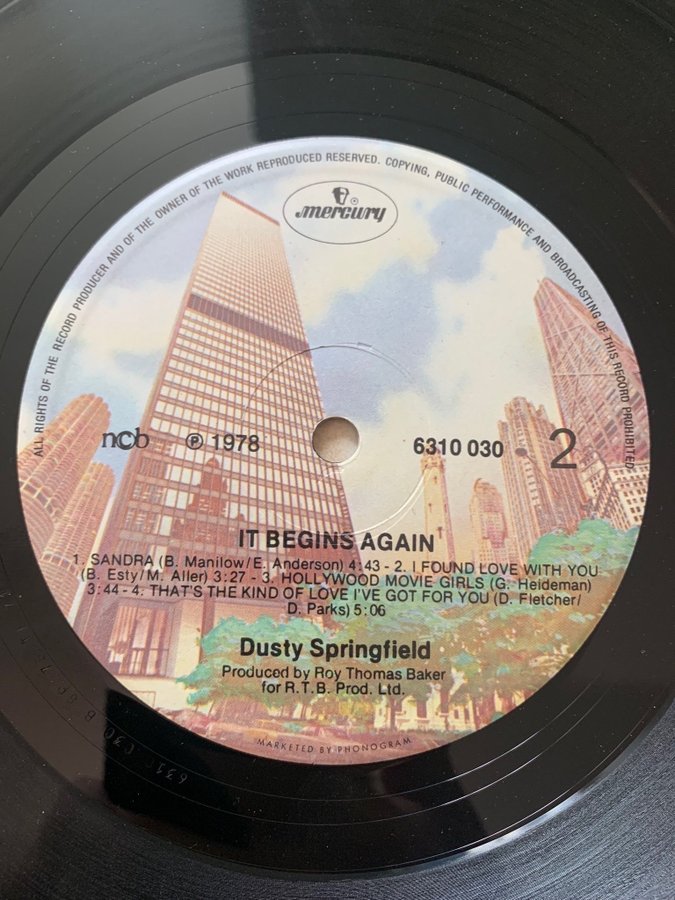 ALL RIGHTS OF THE RECORD PRODUCER AND OF THE OWNER OF THE WORK REPRODUCED RESERVED. COPYING, PUBLIC PERFORMANCE AND BROADCASTING OF THIS RECORD PROHIBITED
mercury
ncb ℗ 1978 6310 030 2
IT BEGINS AGAIN
1. SANDRA (B. Manilow/E. Anderson) 4:43 - 2. I FOUND LOVE WITH YOU
(B. Esty/M. Aller) 3:27 - 3. HOLLYWOOD MOVIE GIRLS (G. Heideman)
3:44 - 4. THAT'S THE KIND OF LOVE I'VE GOT FOR YOU (D. Fletcher/
D. Parks) 5:06
Dusty Springfield
Produced by Roy Thomas Baker
for R.T.B. Prod. Ltd.
MARKETED BY PHONOGRAM